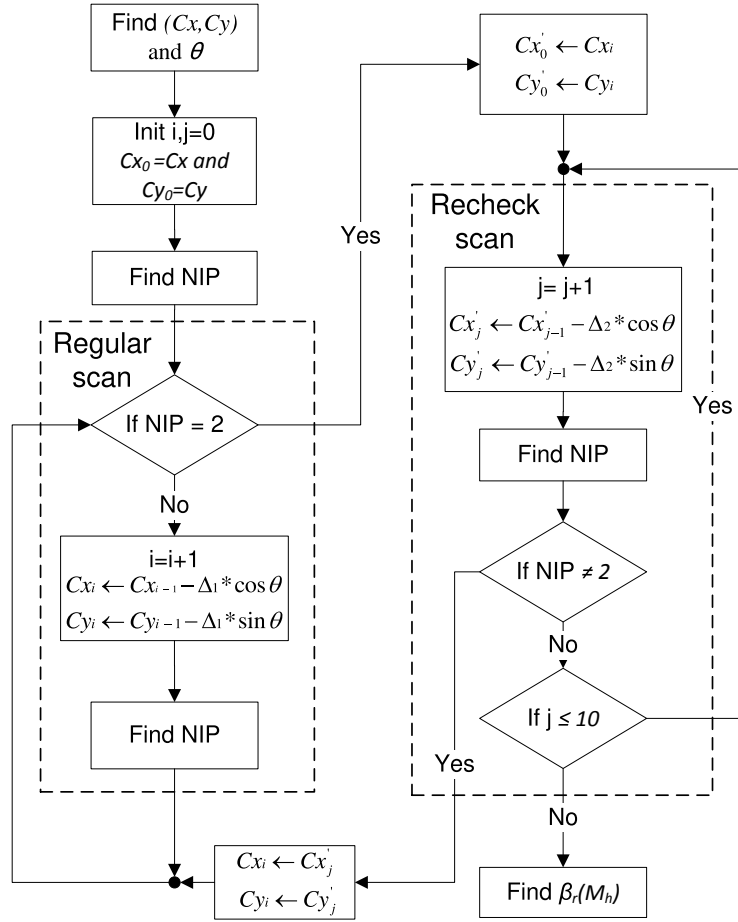 Find (Cx,Cy)
and θ
Init i,j=0
Cx₀=Cx and
Cy₀=Cy
Find NIP
Regular
scan
If NIP = 2
Yes
No
i=i+1
Cxᵢ ← Cxᵢ₋₁ − Δ₁* cos θ
Cyᵢ ← Cyᵢ₋₁ − Δ₁* sin θ
Find NIP
Cxᵢ ← Cx'ⱼ
Cyᵢ ← Cy'ⱼ
Cx'₀ ← Cxᵢ
Cy'₀ ← Cyᵢ
Recheck
scan
j= j+1
Cx'ⱼ ← Cx'ⱼ₋₁ − Δ₂* cos θ
Cy'ⱼ ← Cy'ⱼ₋₁ − Δ₂* sin θ
Yes
Find NIP
If NIP ≠ 2
No
Yes
If j ≤ 10
No
Find βᵣ(Mₕ)